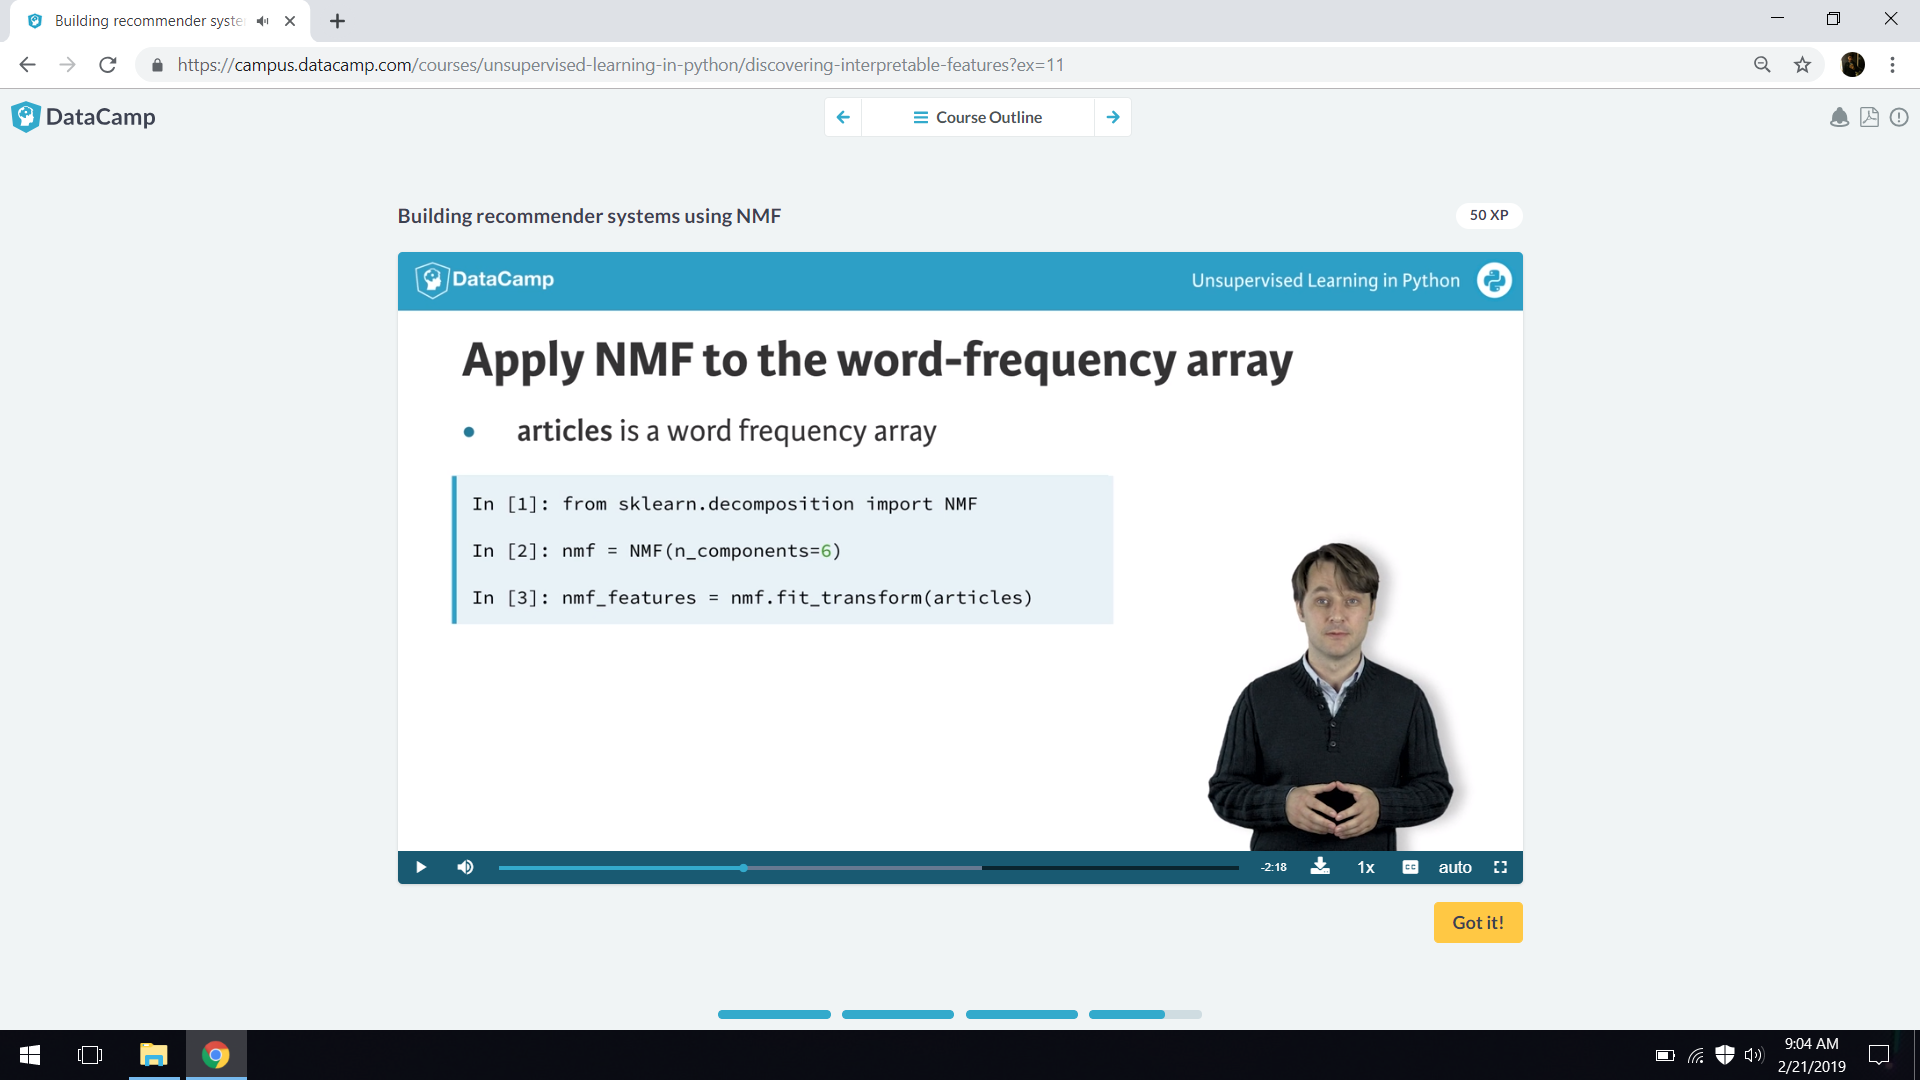 Building recommender syste
https://campus.datacamp.com/courses/unsupervised-learning-in-python/discovering-interpretable-features?ex=11
DataCamp
Course Outline
Building recommender systems using NMF
50 XP
DataCamp
Unsupervised Learning in Python
Apply NMF to the word-frequency array
• articles is a word frequency array
In [1]: from sklearn.decomposition import NMF
In [2]: nmf = NMF(n_components=6)
In [3]: nmf_features = nmf.fit_transform(articles)
-2:18
1x
CC
auto
Got it!
9:04 AM
2/21/2019